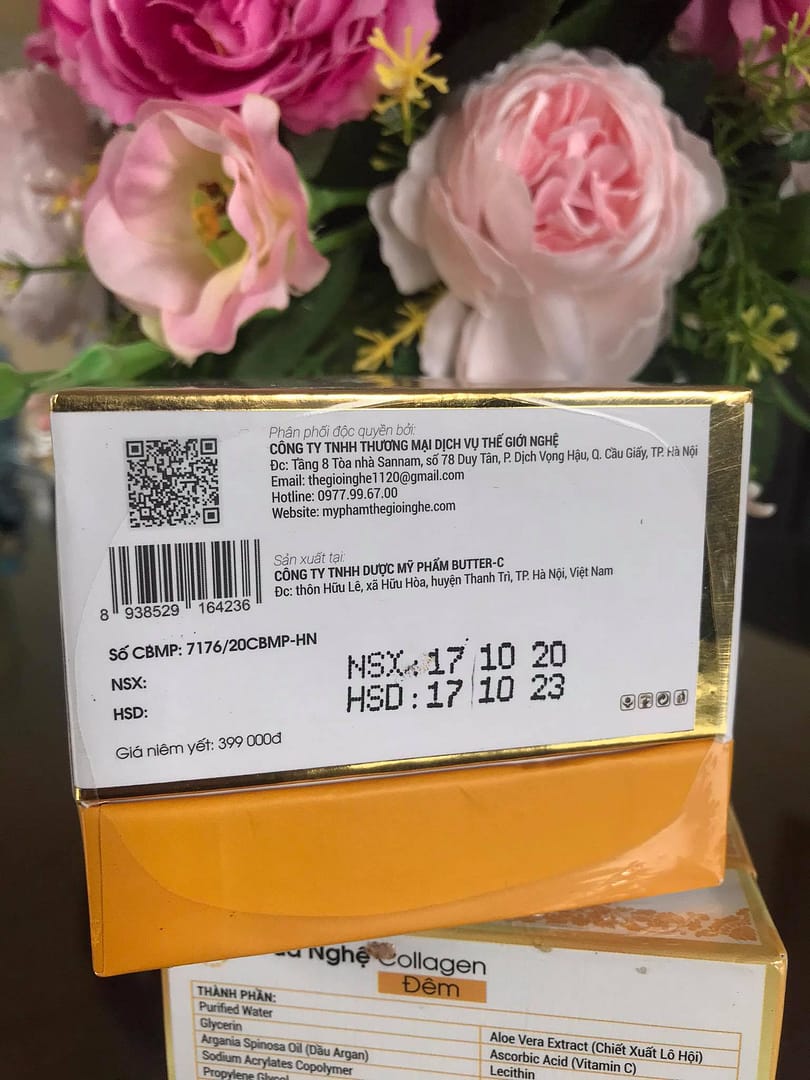 Phân phối độc quyền bởi:
CÔNG TY TNHH THƯƠNG MẠI DỊCH VỤ THẾ GIỚI NGHỆ
Đc: Tầng 8 Tòa nhà Sannam, số 78 Duy Tân, P. Dịch Vọng Hậu, Q. Cầu Giấy, TP. Hà Nội
Email: thegioinghe1120@gmail.com
Hotline: 0977.99.67.00
Website: myphamthegioinghe.com
Sản xuất tại:
CÔNG TY TNHH DƯỢC MỸ PHẨM BUTTER-C
Đc: thôn Hữu Lê, xã Hữu Hòa, huyện Thanh Trì, TP. Hà Nội, Việt Nam
8 938529 164236
Số CBMP: 7176/20CBMP-HN
NSX:
HSD:
NSX: 17 10 20
HSD: 17 10 23
Giá niêm yết: 399 000đ
Nghệ Collagen
Đêm
THÀNH PHẦN:
Purified Water
Glycerin
Argania Spinosa Oil (Dầu Argan)
Sodium Acrylates Copolymer
Propylene Glycol
Aloe Vera Extract (Chiết Xuất Lô Hội)
Ascorbic Acid (Vitamin C)
Lecithin